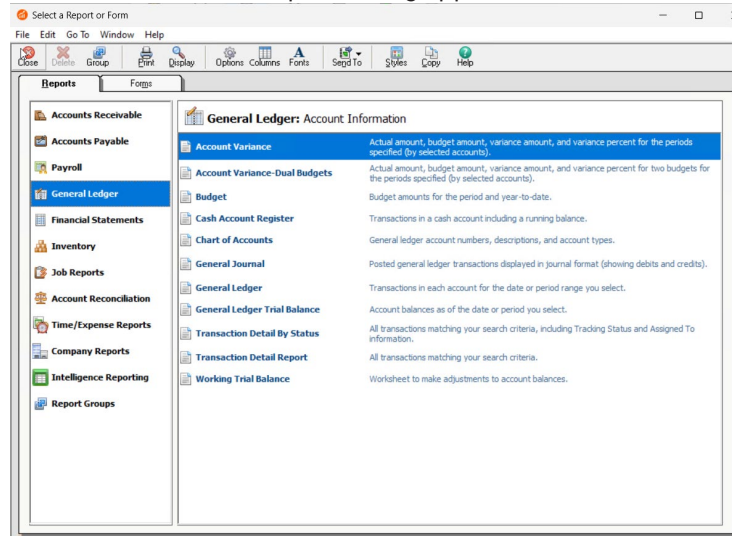 Select a Report or Form
File Edit Go To Window Help
Close Delete Group Print Display Options Columns Fonts Send To Styles Copy Help
Reports Forms
Accounts Receivable
Accounts Payable
Payroll
General Ledger
Financial Statements
Inventory
Job Reports
Account Reconciliation
Time/Expense Reports
Company Reports
Intelligence Reporting
Report Groups
General Ledger: Account Information
Account Variance
Actual amount, budget amount, variance amount, and variance percent for the periods
specified (by selected accounts).
Account Variance-Dual Budgets
Actual amount, budget amount, variance amount, and variance percent for two budgets for
the periods specified (by selected accounts).
Budget
Budget amounts for the period and year-to-date.
Cash Account Register
Transactions in a cash account including a running balance.
Chart of Accounts
General ledger account numbers, descriptions, and account types.
General Journal
Posted general ledger transactions displayed in journal format (showing debits and credits).
General Ledger
Transactions in each account for the date or period range you select.
General Ledger Trial Balance
Account balances as of the date or period you select.
Transaction Detail By Status
All transactions matching your search criteria, including Tracking Status and Assigned To
information.
Transaction Detail Report
All transactions matching your search criteria.
Working Trial Balance
Worksheet to make adjustments to account balances.